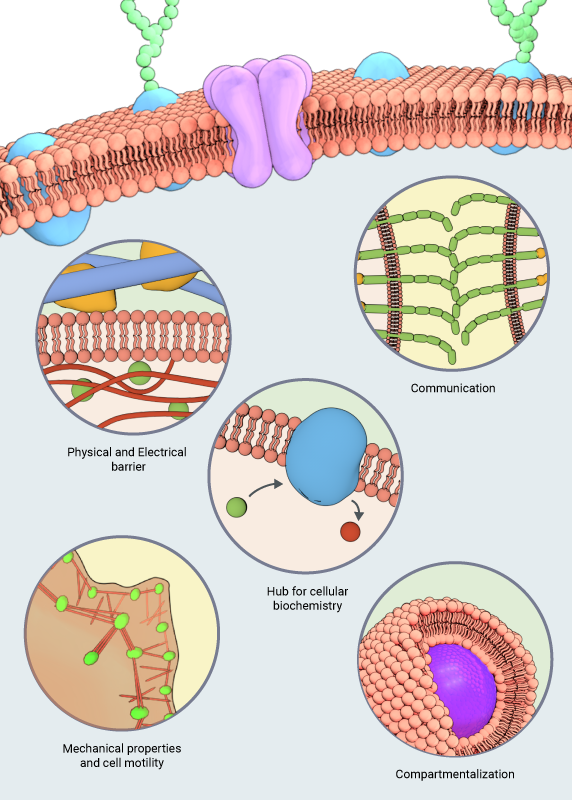 Communication
Physical and Electrical
barrier
Hub for cellular
biochemistry
Mechanical properties
and cell motility
Compartmentalization